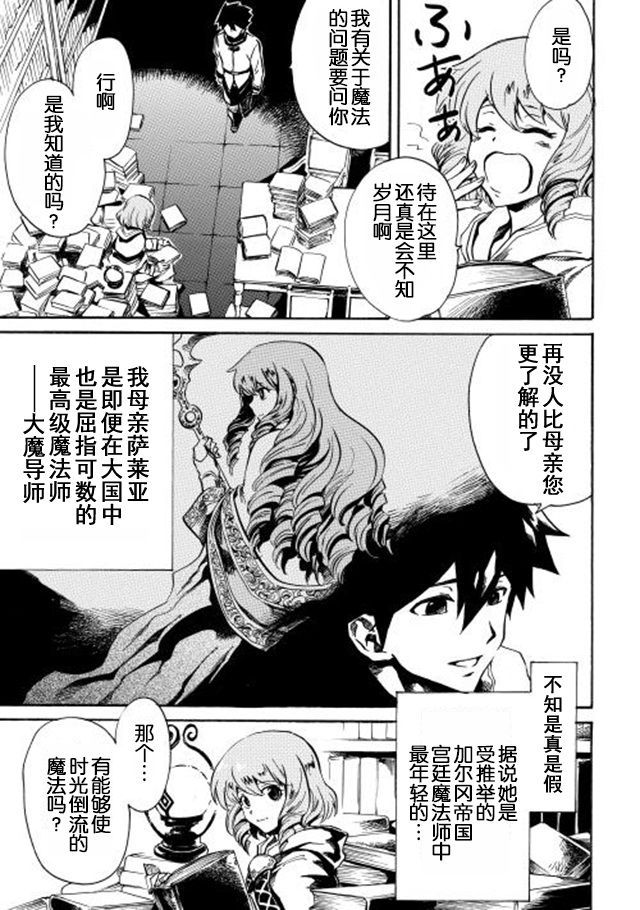 是吗？
ふぁぁ
待在这里
还真是会不知
岁月啊
我有关于魔法
的问题要问你
行啊
是我知道的吗？
再没人比母亲您
更了解的了
我母亲萨莱亚
是即便在大国中
也是屈指可数的
最高级魔法师
——大魔导师
不知是真是假
据说她是
受推举的
加尔冈帝国
宫廷魔法师中
最年轻的…
那个…
有能够使
时光倒流的
魔法吗？